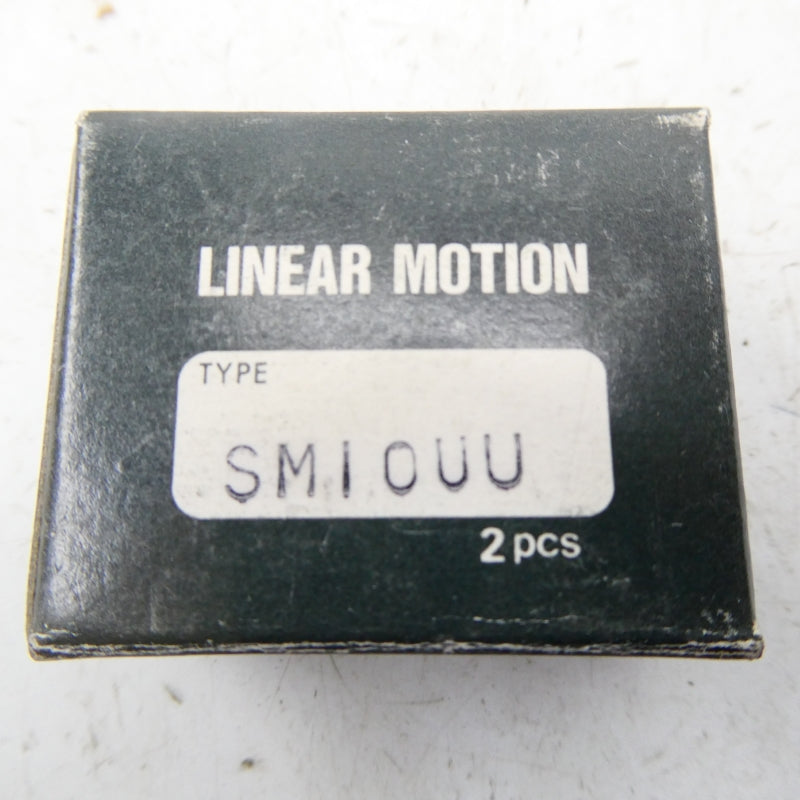 LINEAR MOTION
TYPE
SM10UU
2 pcs